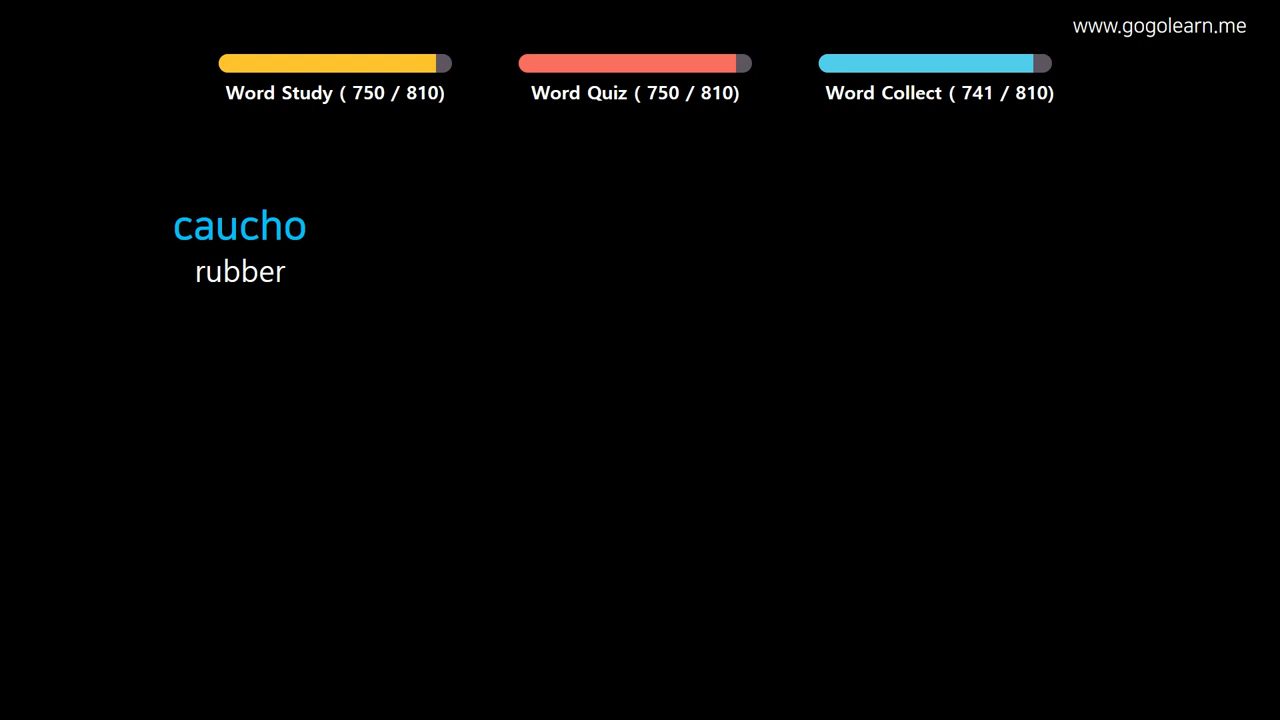 www.gogolearn.me
Word Study ( 750 / 810)
Word Quiz ( 750 / 810)
Word Collect ( 741 / 810)
caucho
rubber